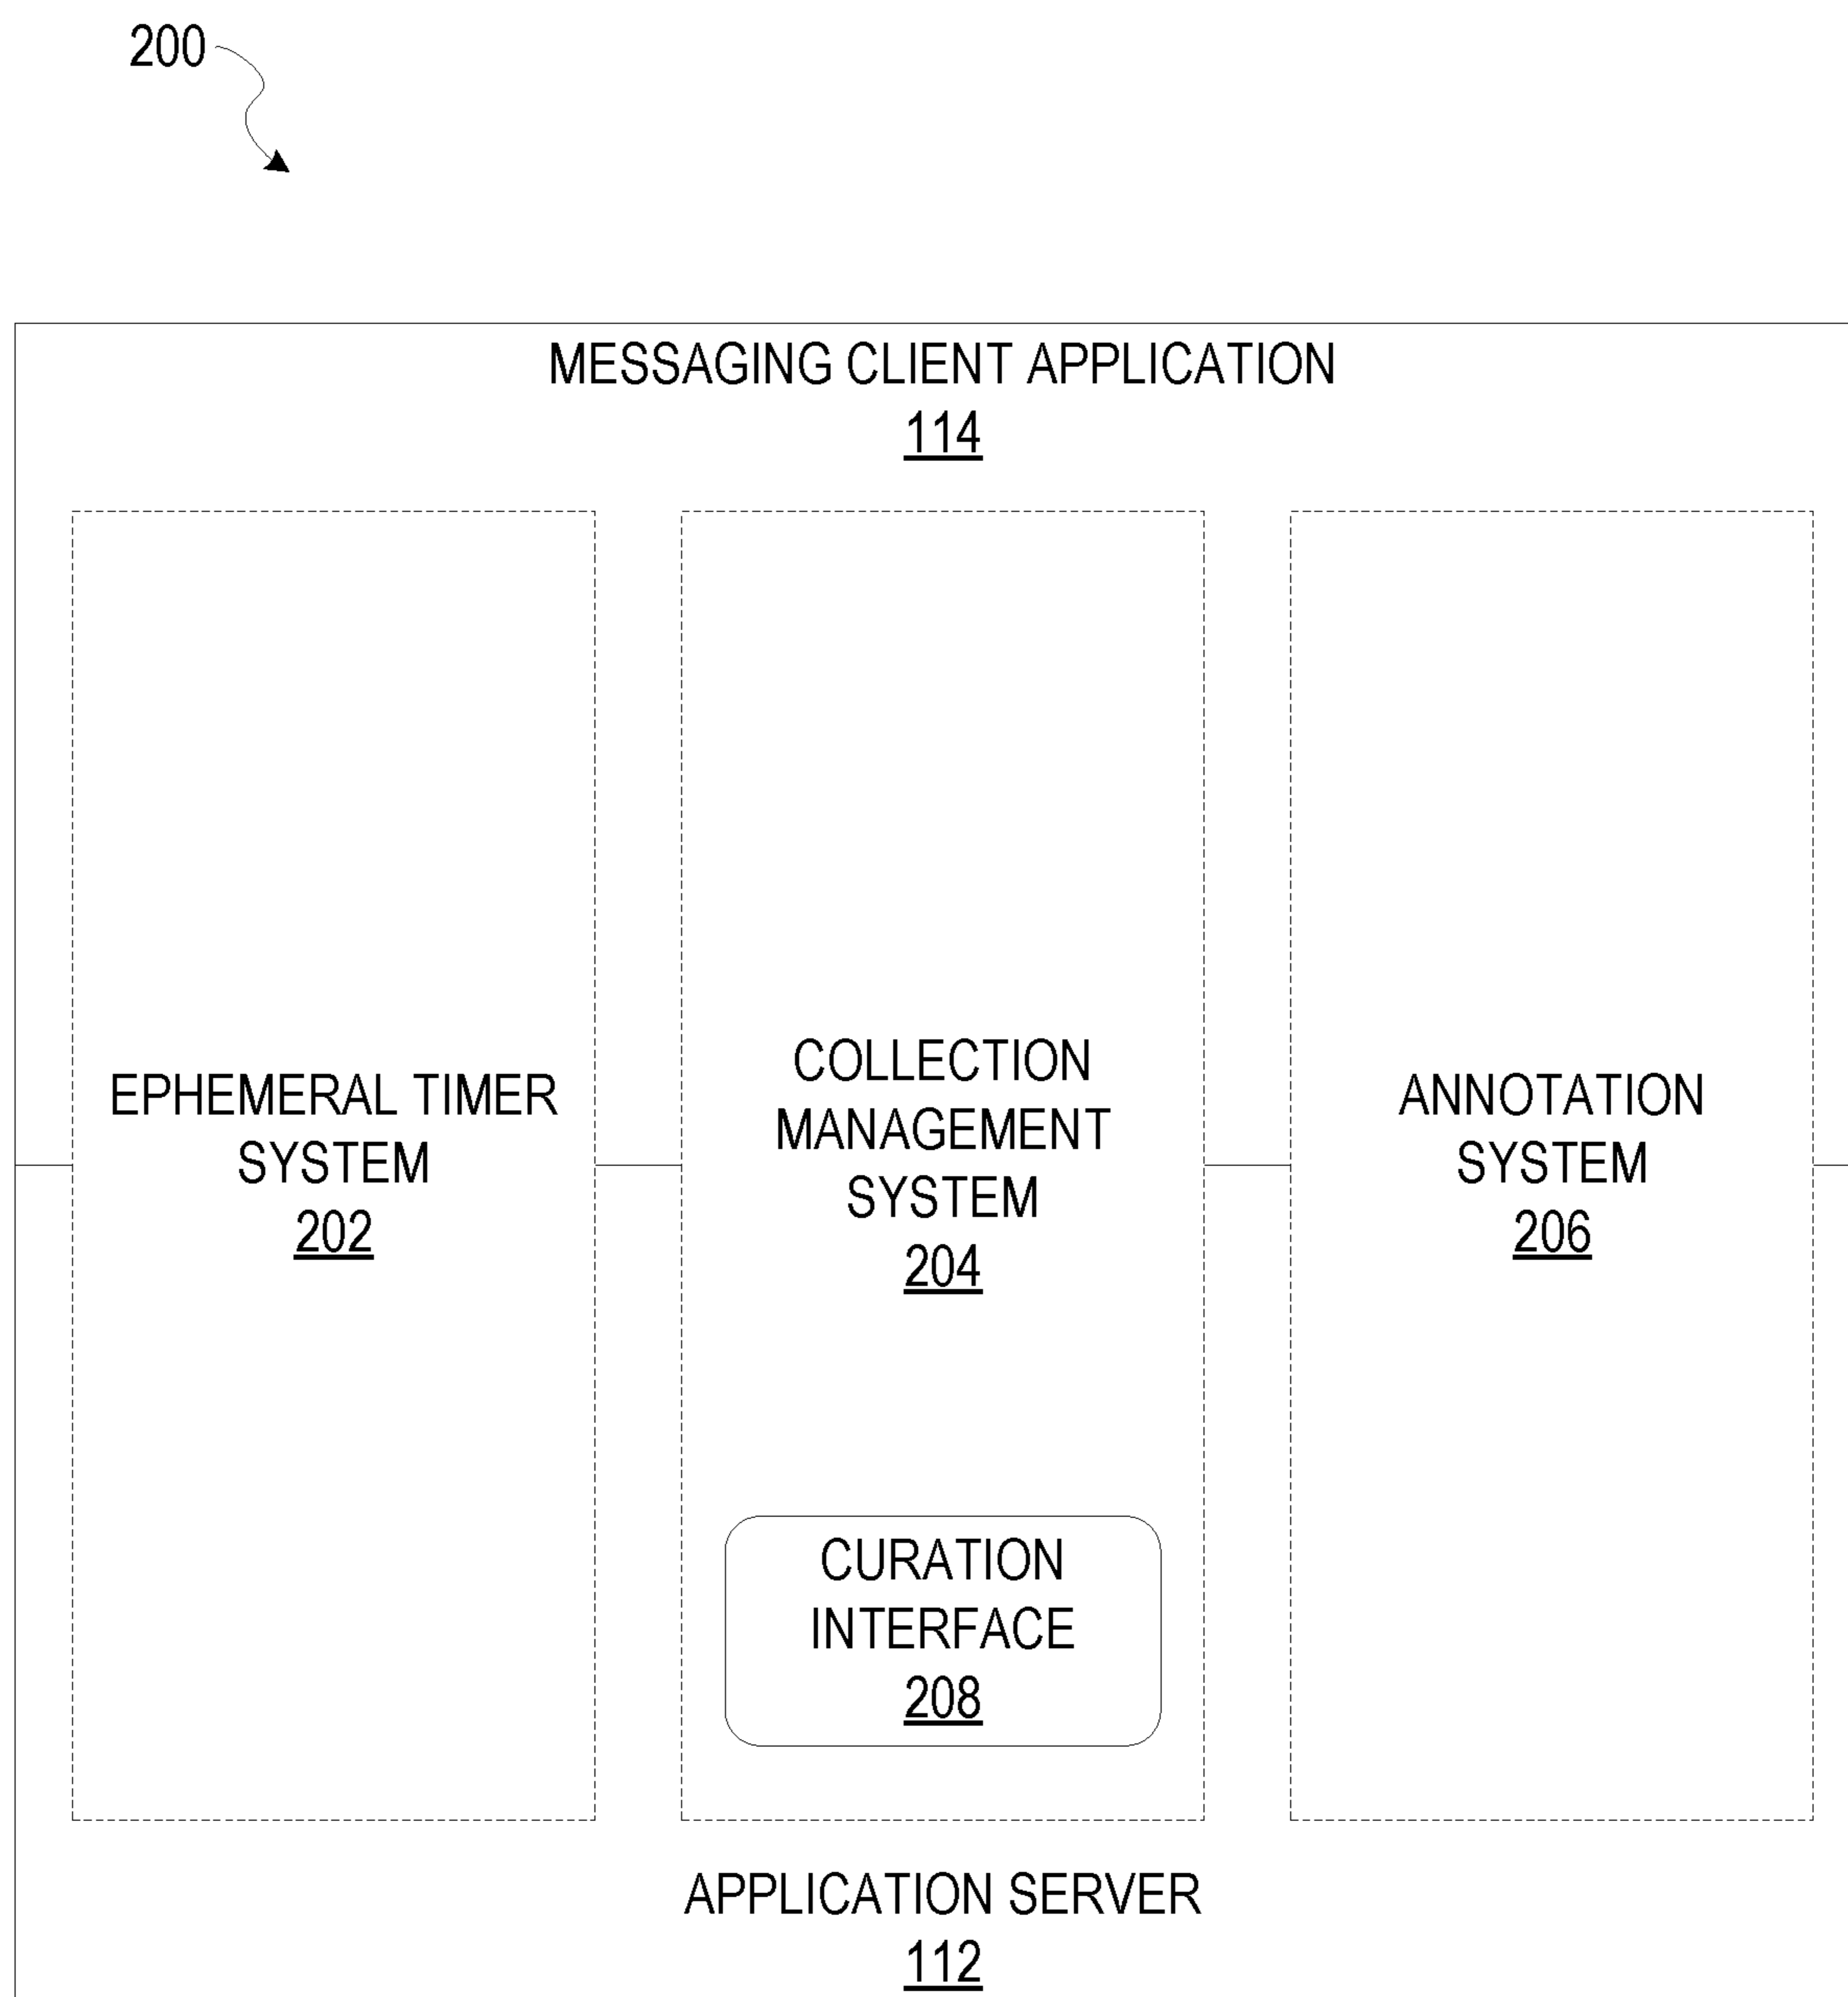 200
MESSAGING CLIENT APPLICATION
114
EPHEMERAL TIMER
SYSTEM
202
COLLECTION
MANAGEMENT
SYSTEM
204
ANNOTATION
SYSTEM
206
CURATION
INTERFACE
208
APPLICATION SERVER
112